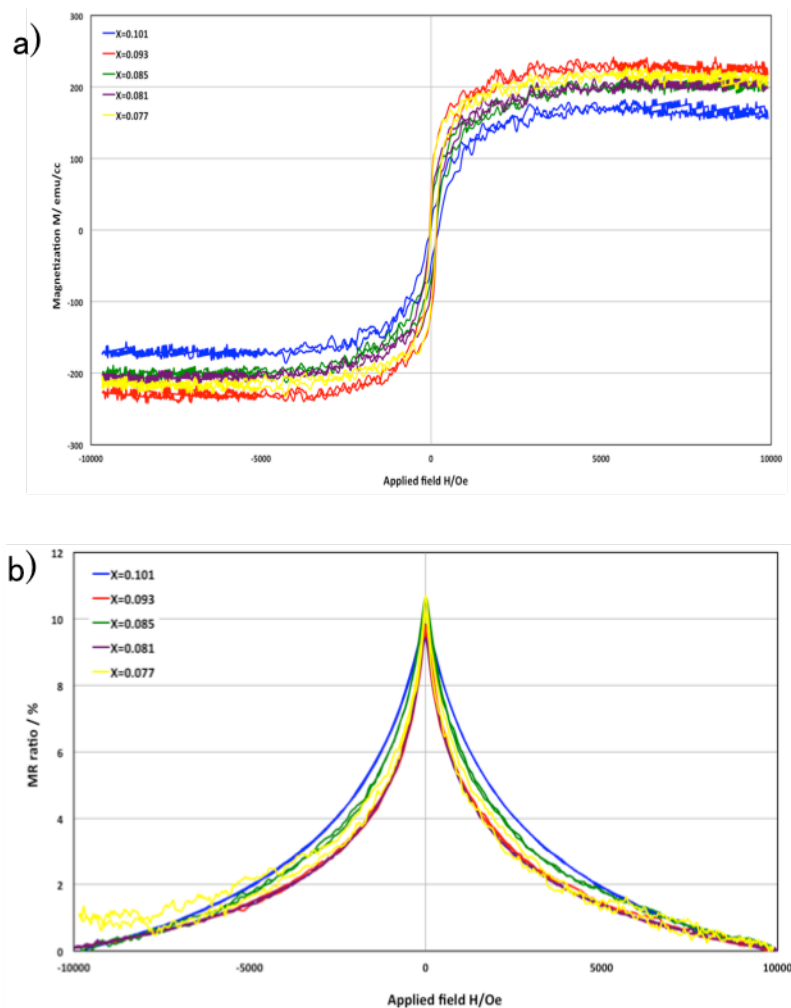 a)
300
200
100
0
-100
-200
-300
Magnetization M/ emu/cc
X=0.101
X=0.093
X=0.085
X=0.081
X=0.077
-10000 -5000 0 5000 10000
Applied field H/Oe
b)
12
10
8
6
4
2
0
MR ratio / %
X=0.101
X=0.093
X=0.085
X=0.081
X=0.077
-10000 -5000 0 5000 10000
Applied field H/Oe